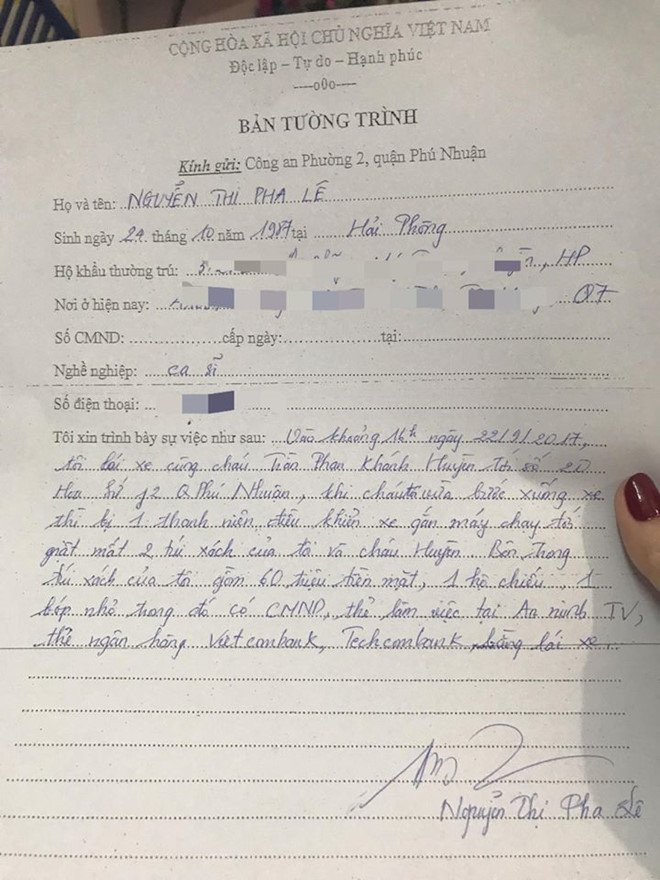 CỘNG HÒA XÃ HỘI CHỦ NGHĨA VIỆT NAM
Độc lập – Tự do – Hạnh phúc
----o0o----
BẢN TƯỜNG TRÌNH
Kính gửi: Công an Phường 2, quận Phú Nhuận
Họ và tên: NGUYỄN THỊ PHA LÊ
Sinh ngày 29 tháng 10 năm 1987 tại Hải Phòng
Hộ khẩu thường trú: HP
Nơi ở hiện nay: Q7
Số CMND: cấp ngày: tại:
Nghề nghiệp: ca sĩ
Số điện thoại:
Tôi xin trình bày sự việc như sau: Vào khoảng 16h ngày 22/9/2017,
tôi lái xe cùng cháu Trần Phan Khánh Huyền tới số 20
Hoa Sứ f2 Q Phú Nhuận, khi cháu vừa bước xuống xe
thì bị 1 thanh niên điều khiển xe gắn máy chạy tới
giật mất 2 túi xách của tôi và cháu Huyền. Bên trong
túi xách của tôi gồm 60 triệu tiền mặt, 1 hộ chiếu, 1
bóp nhỏ trong đó có CMND, thẻ làm việc tại An ninh TV,
thẻ ngân hàng Vietcombank, Techcombank, bằng lái xe.
Nguyễn Thị Pha Lê